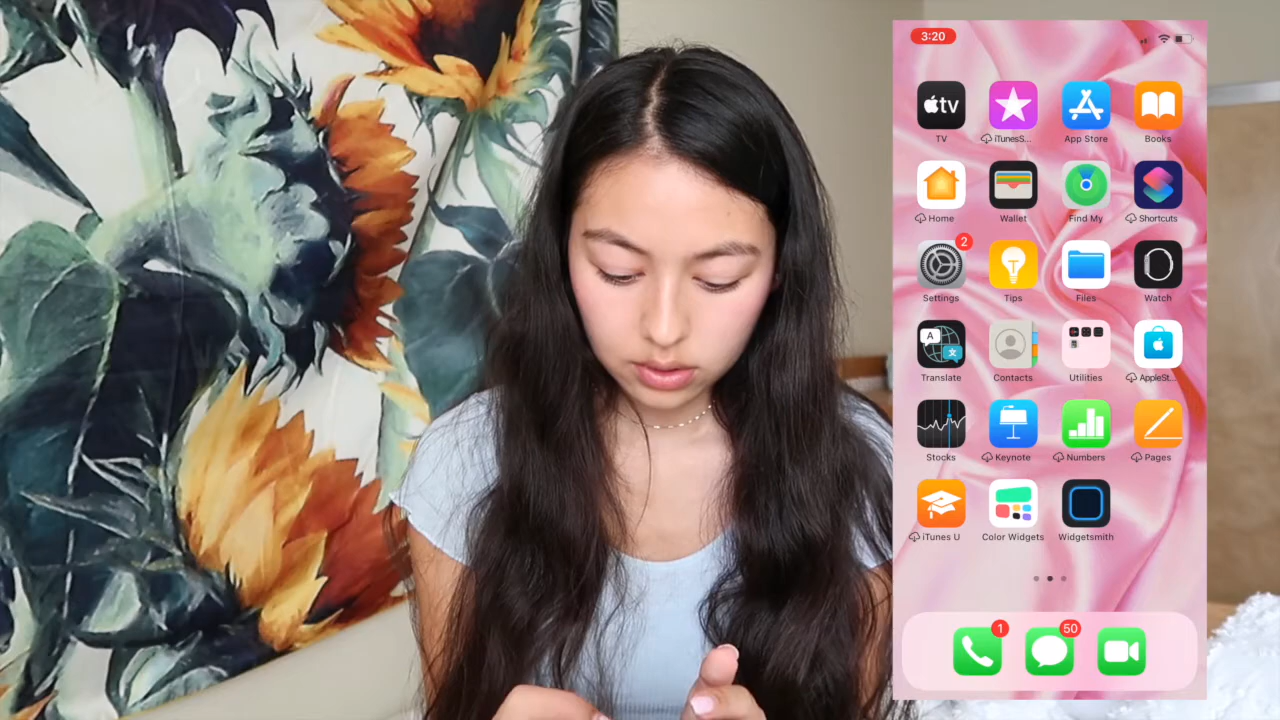 3:20
tv
TV
iTunesS...
App Store
Books
Home
Wallet
Find My
Shortcuts
2
Settings
Tips
Files
Watch
A
文
Translate
Contacts
Utilities
AppleSt...
Stocks
Keynote
Numbers
Pages
iTunes U
Color Widgets
Widgetsmith
1
50